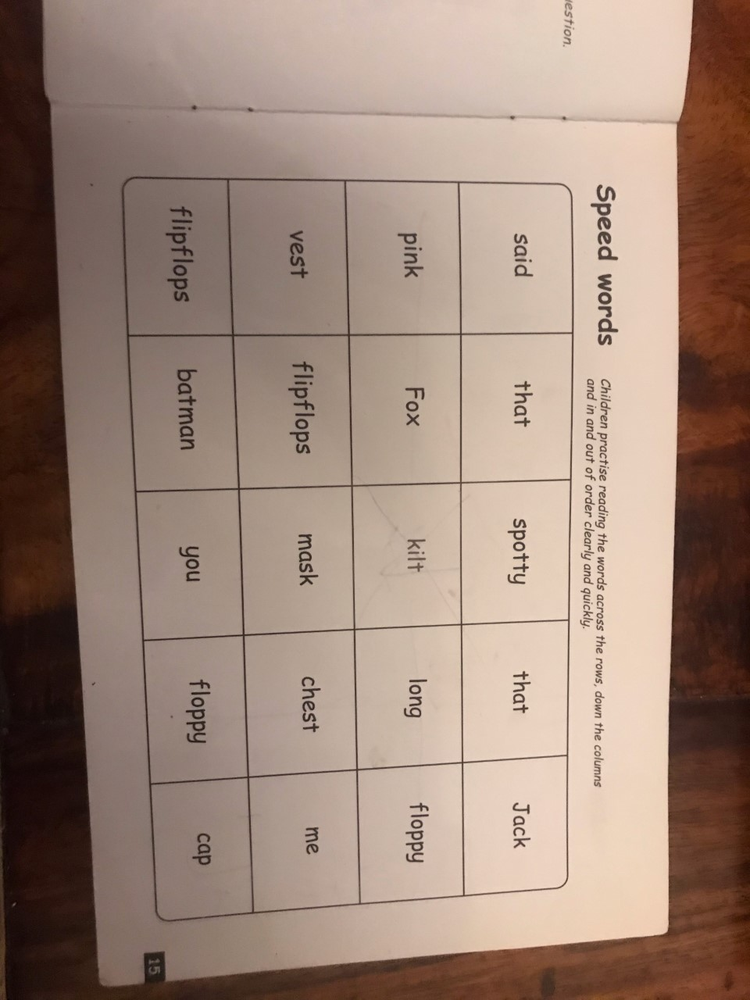 estion.
Speed words
Children practise reading the words across the rows, down the columns
and in and out of order clearly and quickly.
said that spotty that Jack
pink Fox kilt long floppy
vest flipflops mask chest me
flipflops batman you floppy cap
15